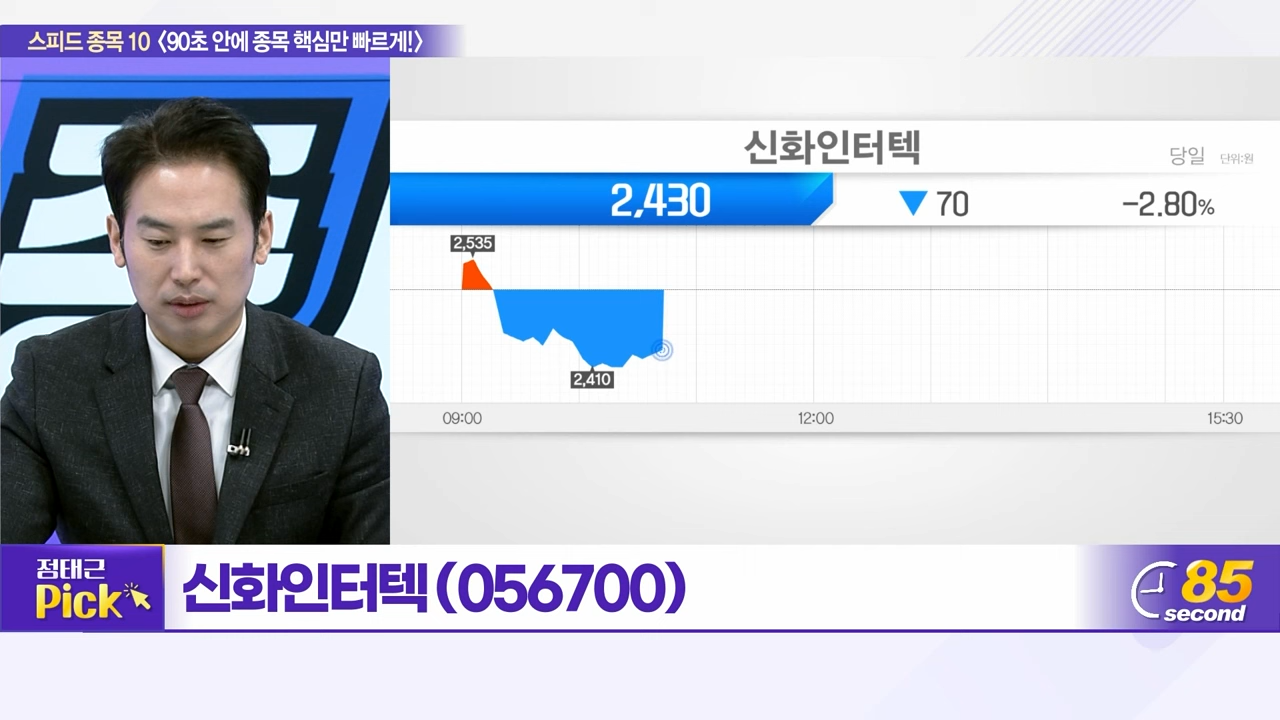 스피드 종목 10 〈90초 안에 종목 핵심만 빠르게!〉
신화인터텍
당일 단위:원
2,430 ▼ 70 -2.80%
2,535
2,410
09:00 12:00 15:30
정태근
Pick
신화인터텍(056700)
85
second